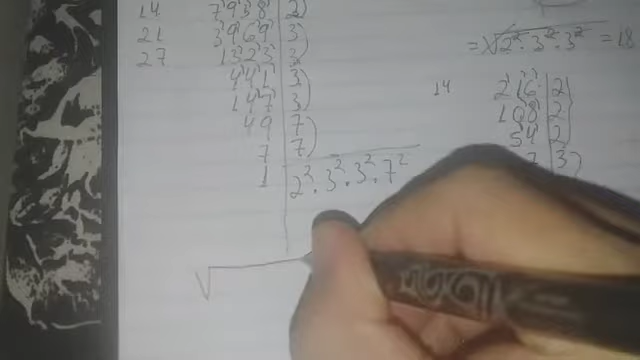 14 7938 2)
21 3969 3
27 1323 3)
441 3
147 3)
49 7
7 7)
1 2². 3². 3². 7²
√
= √2². 3². 3² = 18
14 216 2
108 2
54 2
3